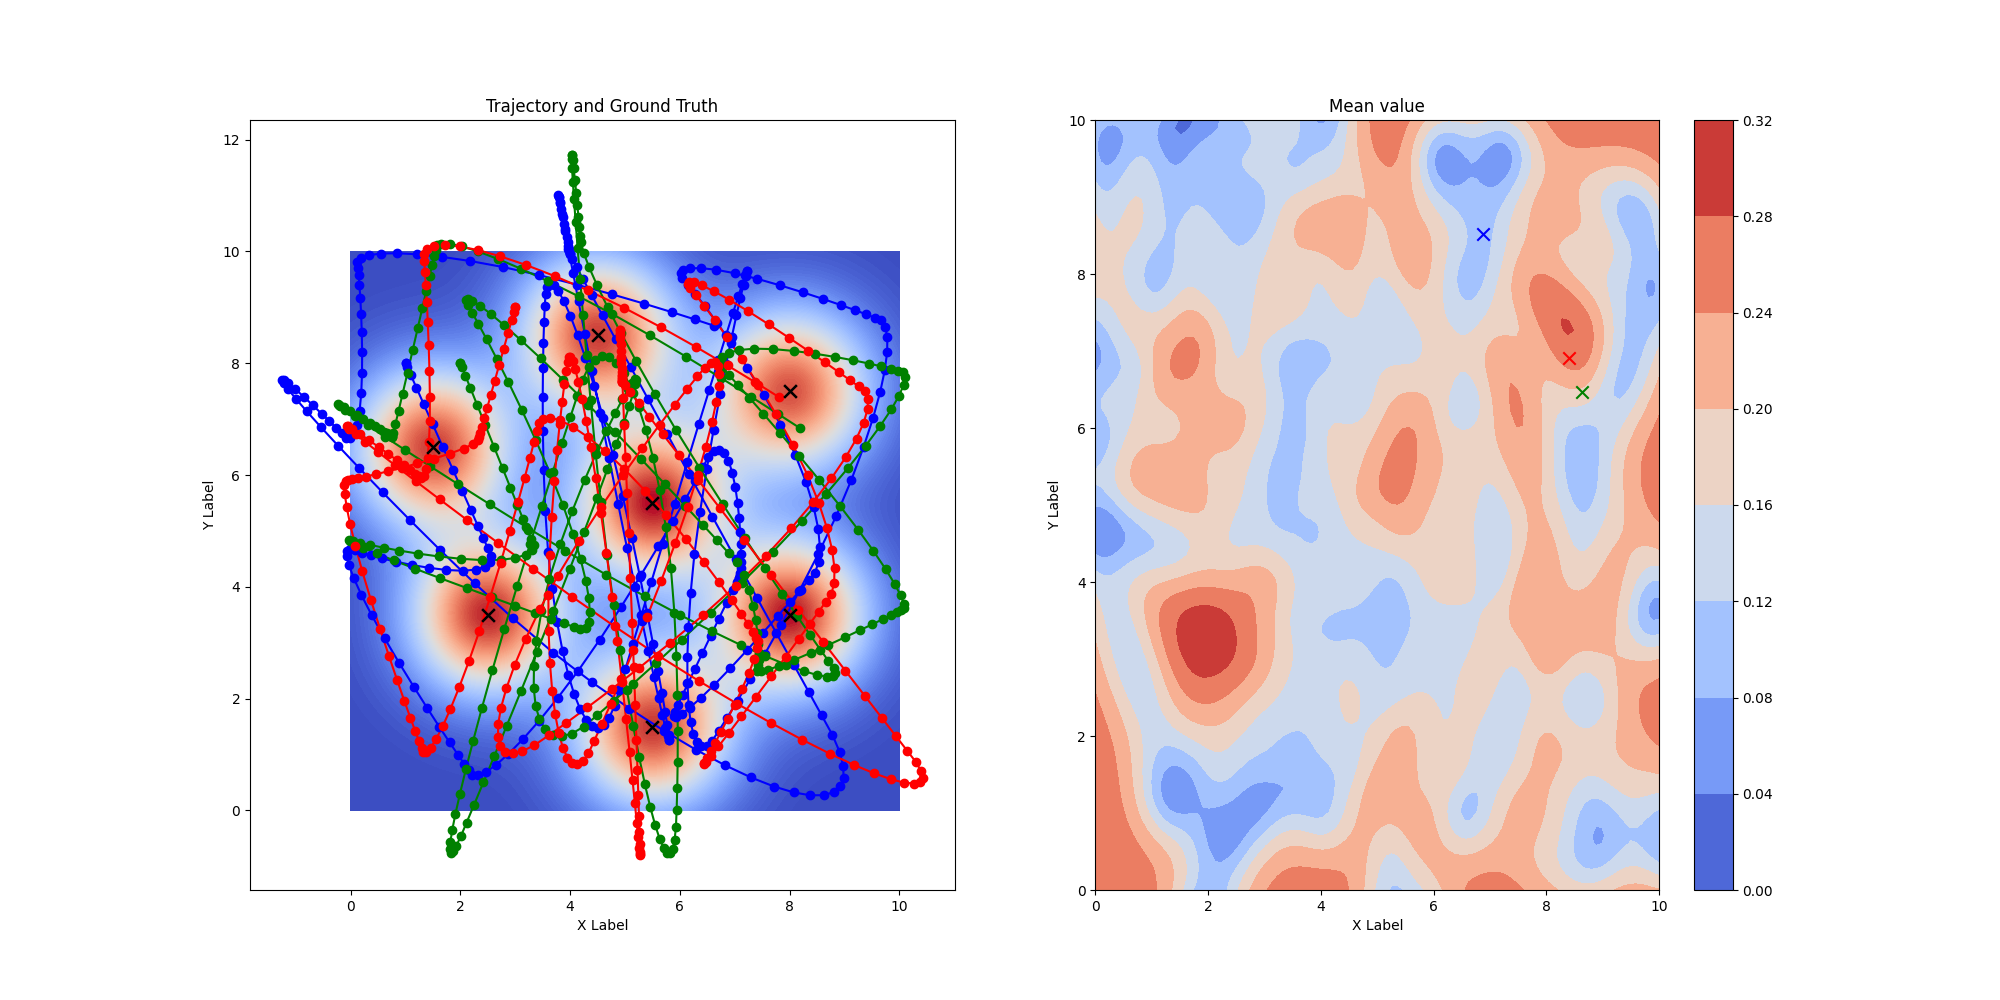 Trajectory and Ground Truth
12
10
8
6
4
2
0
Y Label
0 2 4 6 8 10
X Label
Mean value
10
8
6
4
2
0
Y Label
0 2 4 6 8 10
X Label
0.32
0.28
0.24
0.20
0.16
0.12
0.08
0.04
0.00